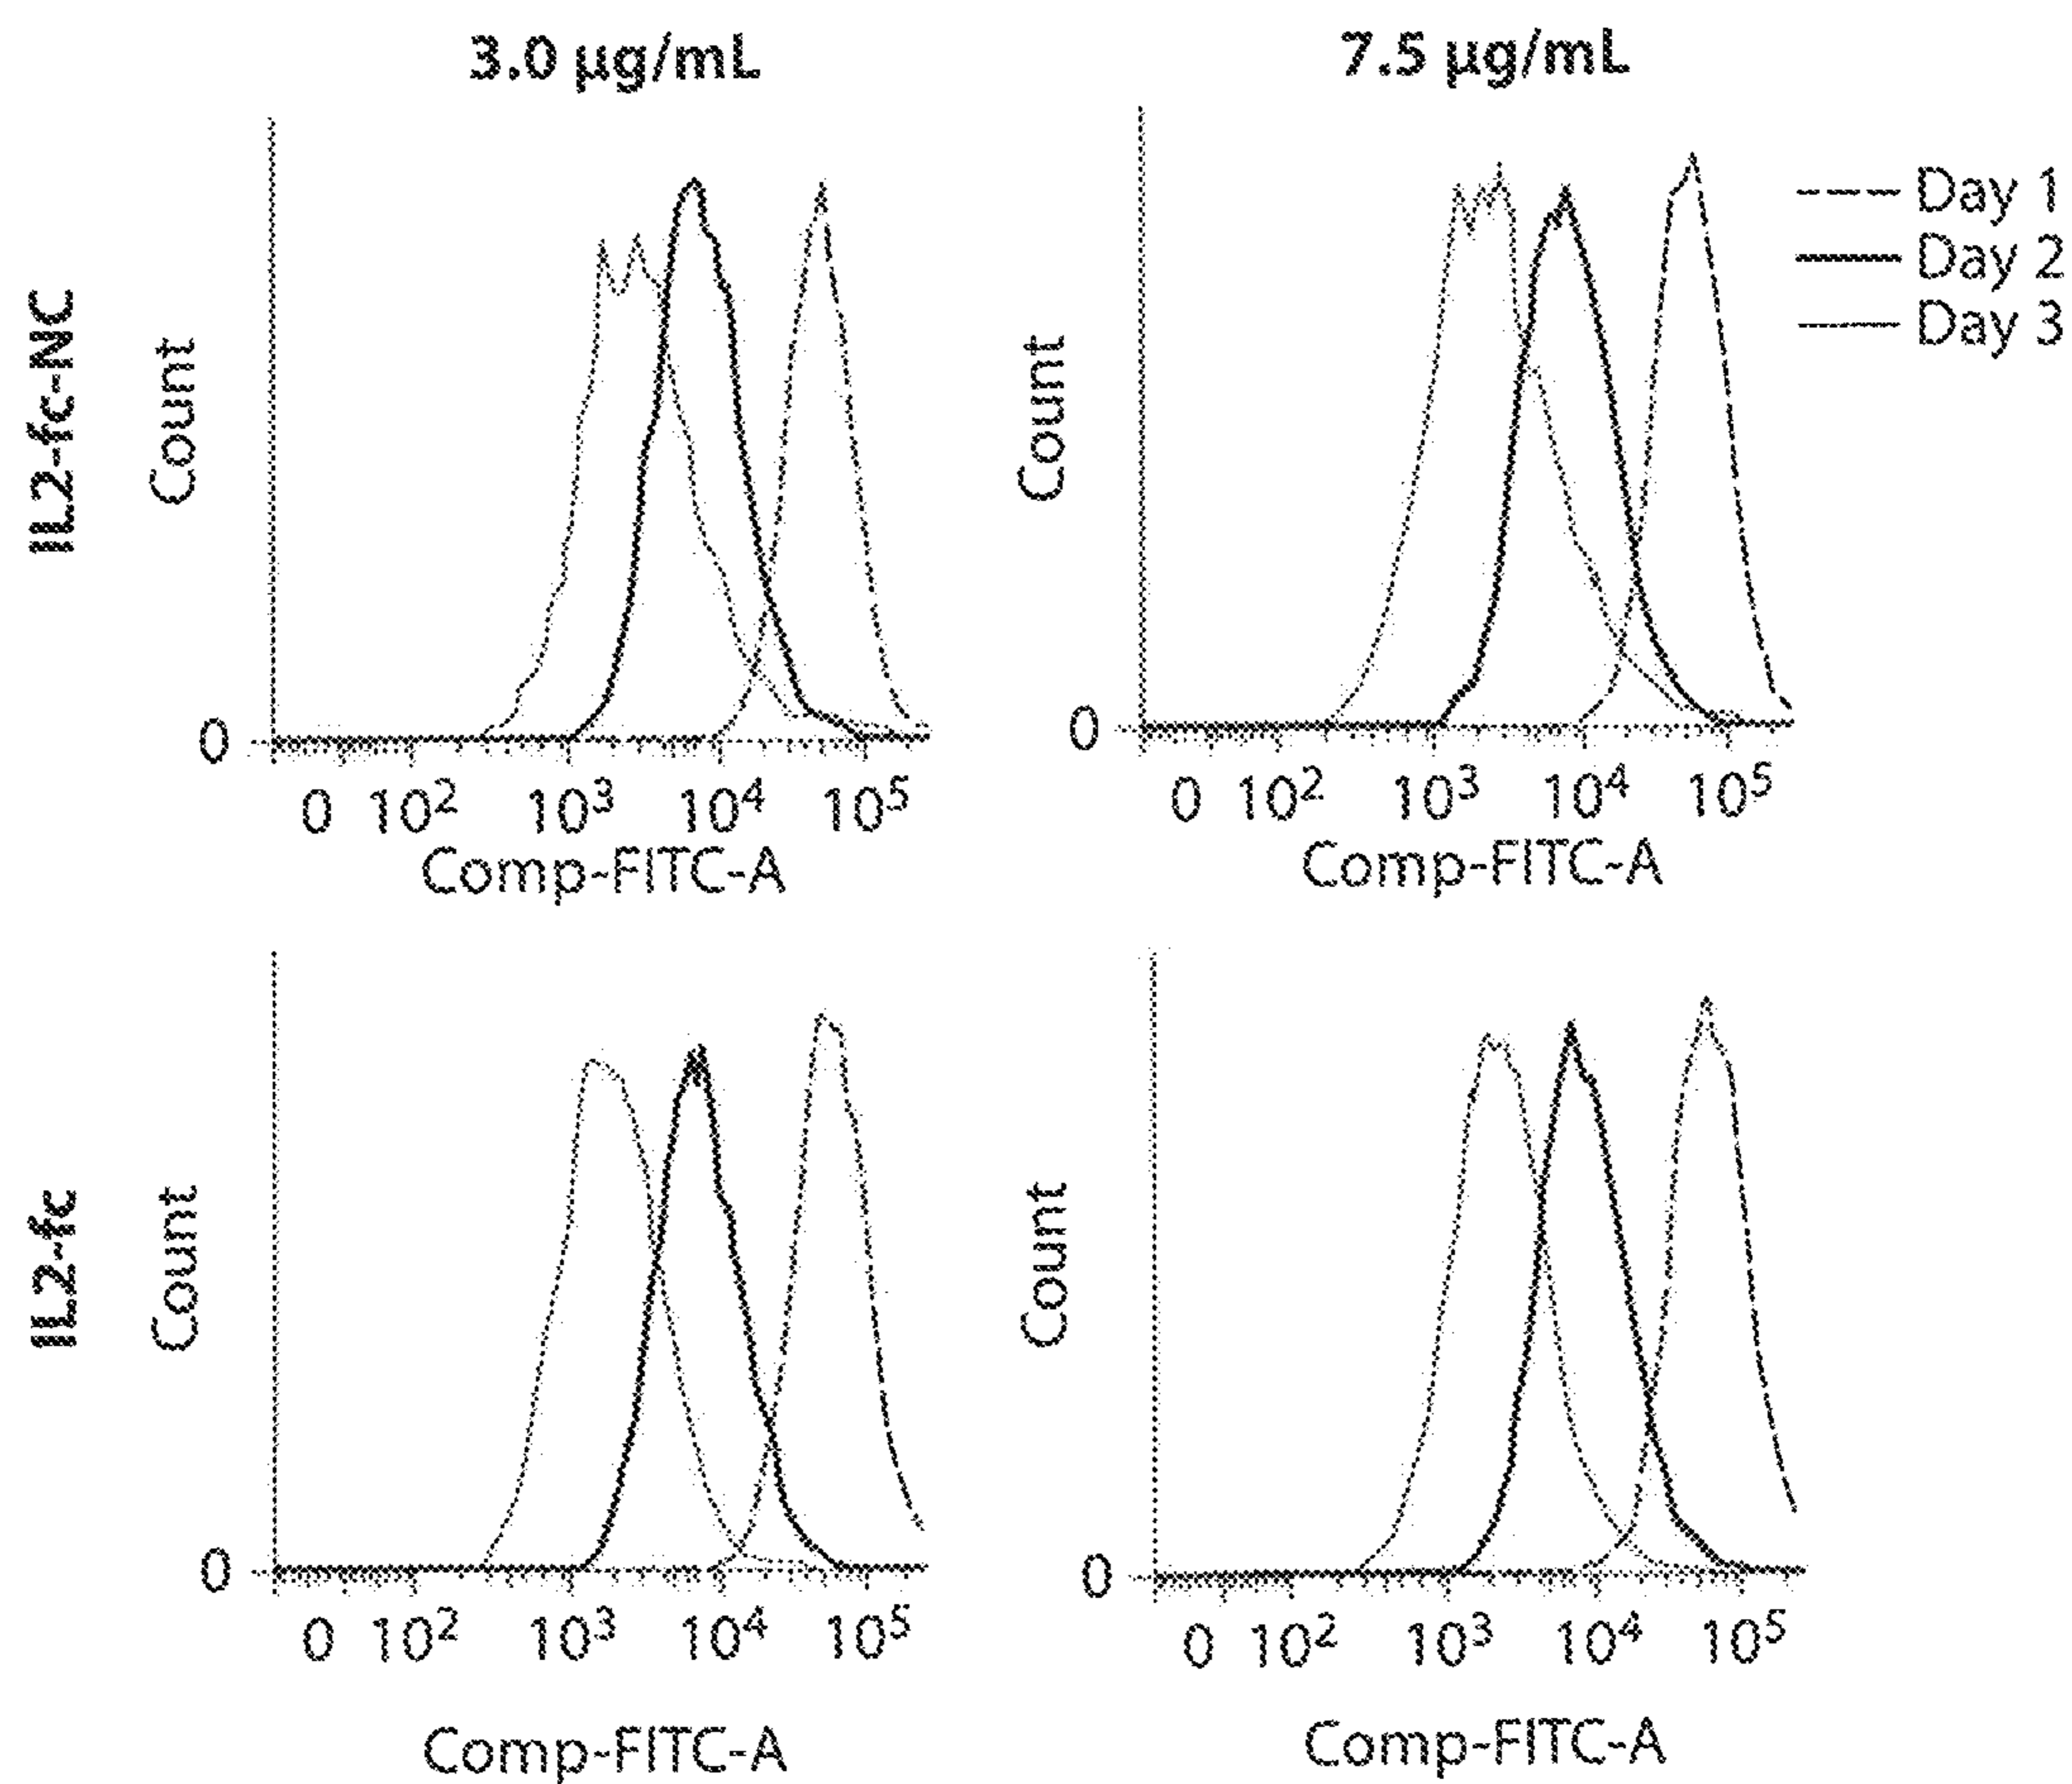 3.0 µg/mL
7.5 µg/mL
Day 1
Day 2
Day 3
IL2-fc-NC
Count
0
0 10² 10³ 10⁴ 10⁵
Comp-FITC-A
Count
0
0 10² 10³ 10⁴ 10⁵
Comp-FITC-A
IL2-fc
Count
0
0 10² 10³ 10⁴ 10⁵
Comp-FITC-A
Count
0
0 10² 10³ 10⁴ 10⁵
Comp-FITC-A